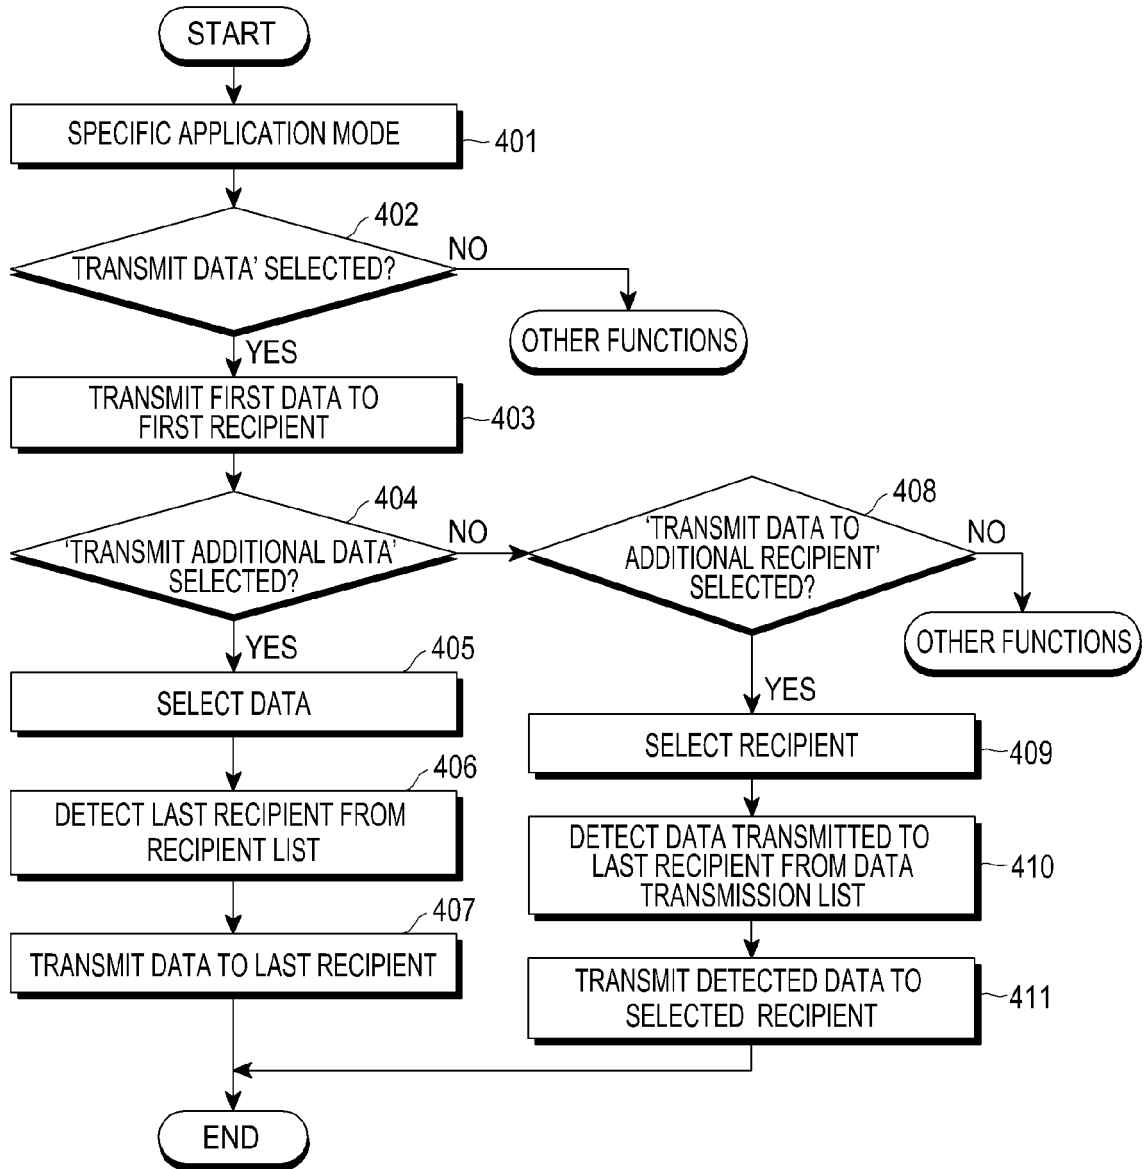 START
SPECIFIC APPLICATION MODE
401
402
TRANSMIT DATA' SELECTED?
NO
OTHER FUNCTIONS
YES
TRANSMIT FIRST DATA TO
FIRST RECIPIENT
403
404
'TRANSMIT ADDITIONAL DATA'
SELECTED?
NO
408
'TRANSMIT DATA TO
ADDITIONAL RECIPIENT'
SELECTED?
NO
OTHER FUNCTIONS
YES
405
SELECT DATA
406
DETECT LAST RECIPIENT FROM
RECIPIENT LIST
407
TRANSMIT DATA TO LAST RECIPIENT
YES
SELECT RECIPIENT
409
DETECT DATA TRANSMITTED TO
LAST RECIPIENT FROM DATA
TRANSMISSION LIST
410
TRANSMIT DETECTED DATA TO
SELECTED RECIPIENT
411
END